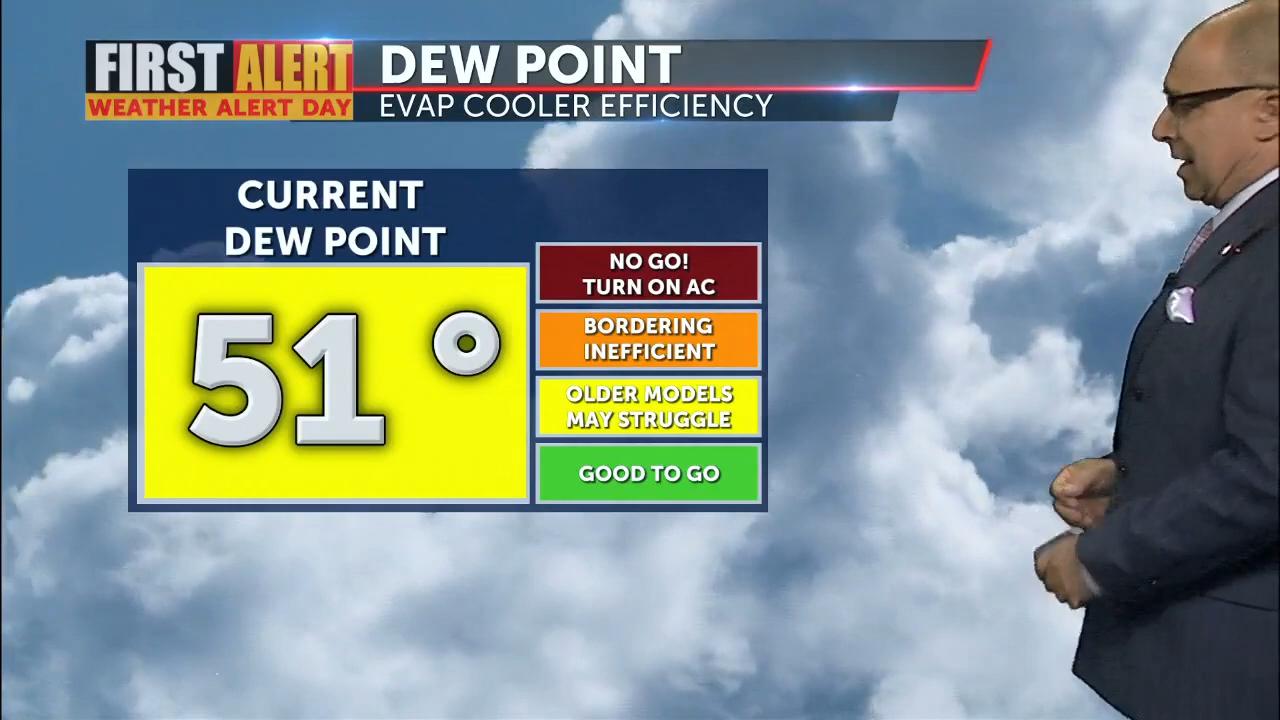 FIRST ALERT
WEATHER ALERT DAY
DEW POINT
EVAP COOLER EFFICIENCY
CURRENT
DEW POINT
51°
NO GO!
TURN ON AC
BORDERING
INEFFICIENT
OLDER MODELS
MAY STRUGGLE
GOOD TO GO